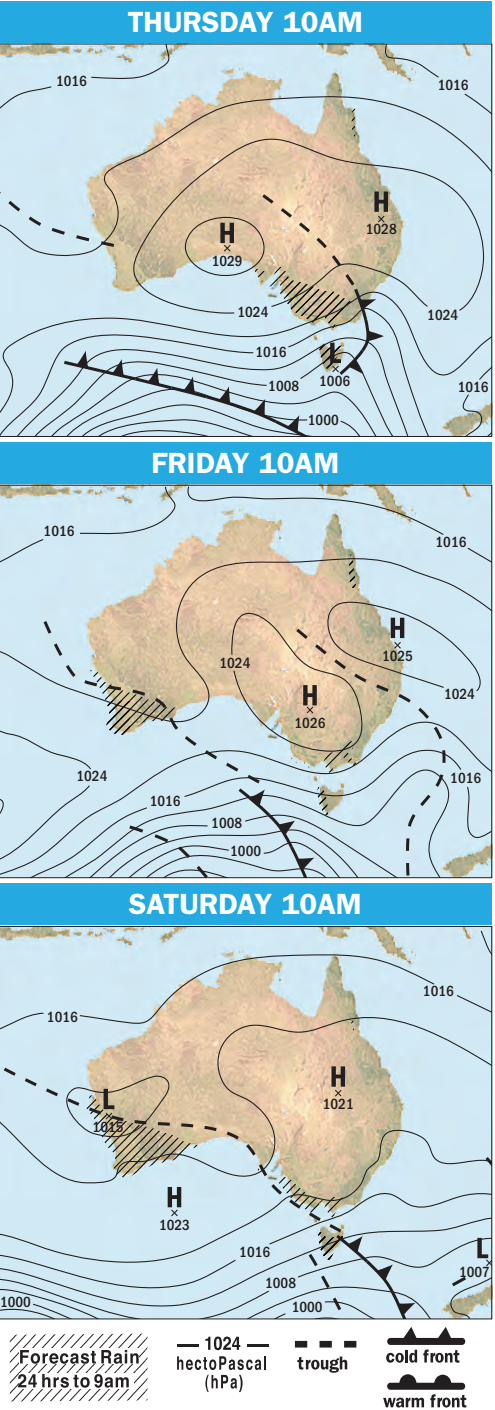 THURSDAY 10AM
1016
1016
H
1028
H
1029
1024
1024
1016
L
1006
1008
1016
1000
FRIDAY 10AM
1016
1016
H
1025
1024
H
1026
1024
1024
1016
1016
1008
1000
SATURDAY 10AM
1016
1016
H
1021
L
1015
H
1023
1016
L
1007
1008
1000
1000
Forecast Rain
24 hrs to 9am
1024
hectoPascal
(hPa)
trough
cold front
warm front